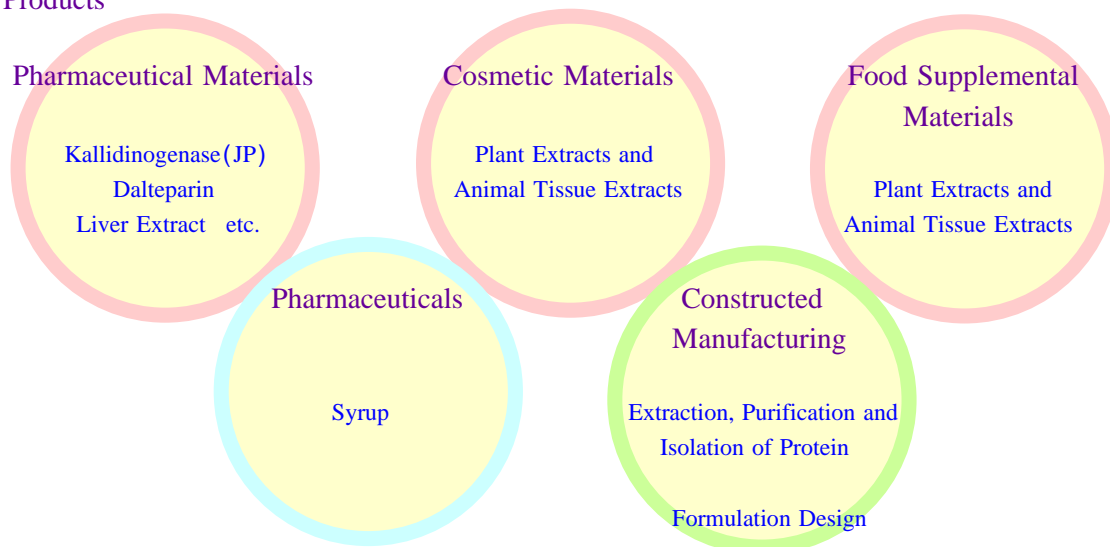 Products
Pharmaceutical Materials
Kallidinogenase(JP)
Dalteparin
Liver Extract etc.
Cosmetic Materials
Plant Extracts and
Animal Tissue Extracts
Food Supplemental
Materials
Plant Extracts and
Animal Tissue Extracts
Pharmaceuticals
Syrup
Constructed
Manufacturing
Extraction, Purification and
Isolation of Protein
Formulation Design